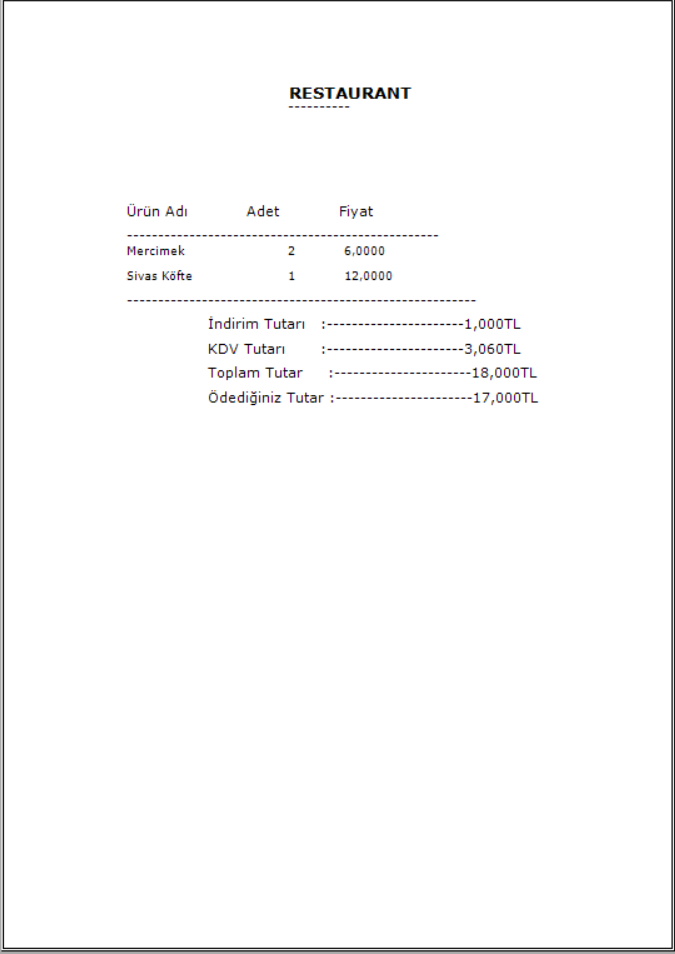 RESTAURANT
----------
Ürün Adı Adet Fiyat
--------------------------------------------------
Mercimek 2 6,0000
Sivas Köfte 1 12,0000
--------------------------------------------------------
İndirim Tutarı :----------------------1,000TL
KDV Tutarı :----------------------3,060TL
Toplam Tutar :----------------------18,000TL
Ödediğiniz Tutar :----------------------17,000TL